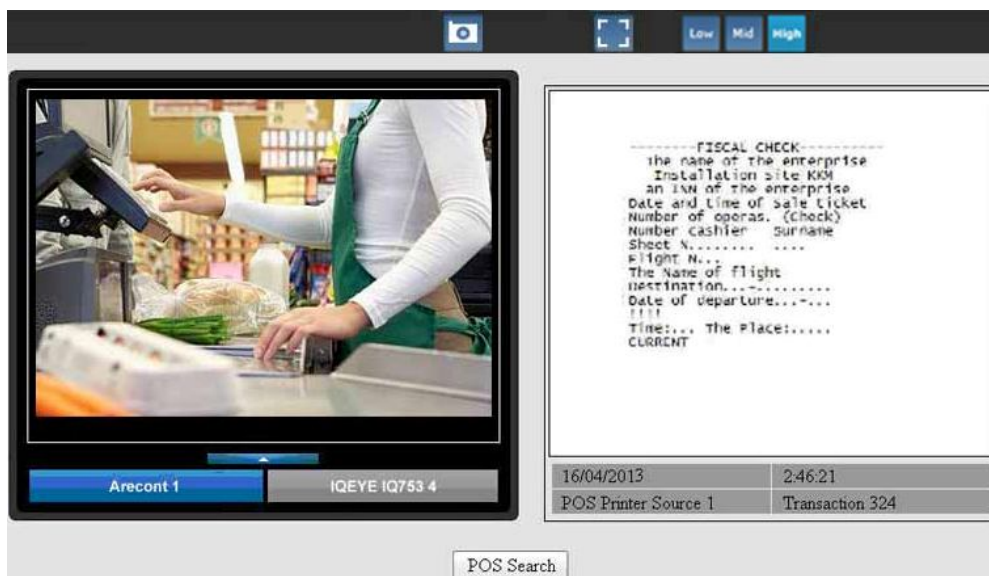 Low Mid High
--------FISCAL CHECK----------
The name of the enterprise
Installation site KKM
an INN of the enterprise
Date and time of sale ticket
Number of operas. (Check)
Number cashier Surname
Sheet N........ ....
Flight N...
The Name of flight
Destination...-.........
Date of departure...-...
!!!!
Time:... The Place:.....
CURRENT
Arecont 1
IQEYE IQ753 4
16/04/2013 2:46:21
POS Printer Source 1 Transaction 324
POS Search